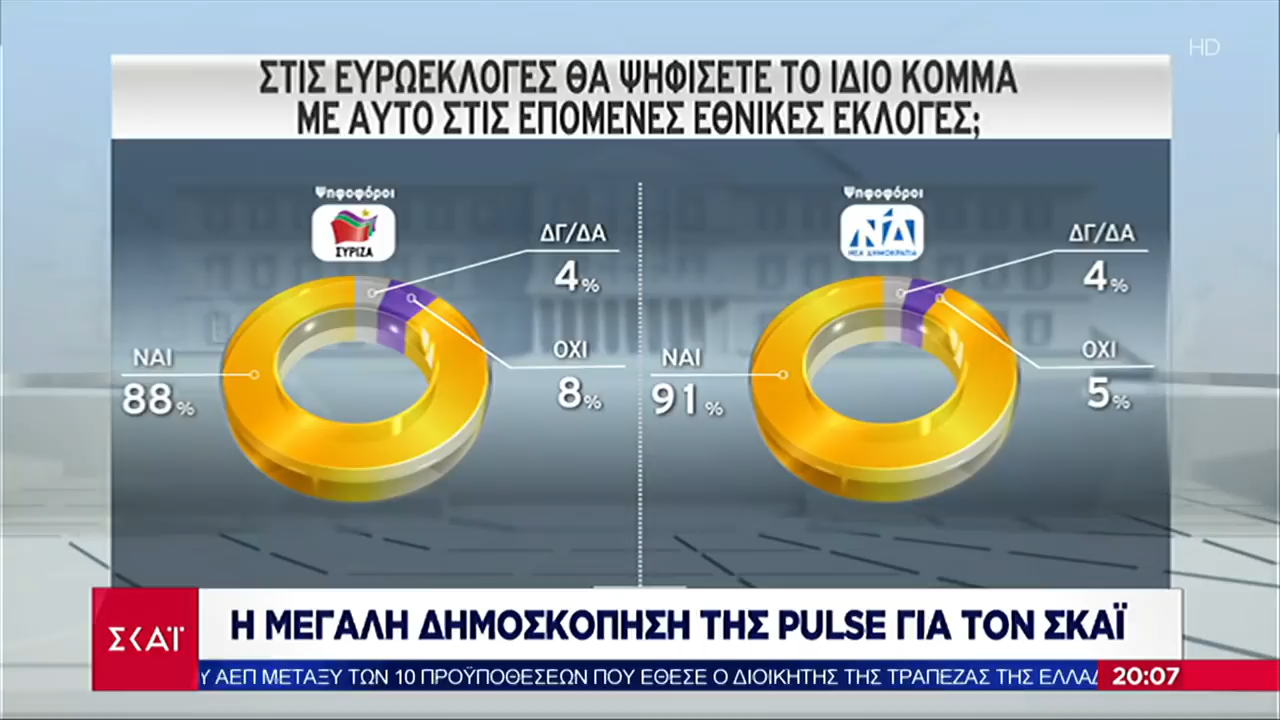 HD
ΣΤΙΣ ΕΥΡΩΕΚΛΟΓΕΣ ΘΑ ΨΗΦΙΣΕΤΕ ΤΟ ΙΔΙΟ ΚΟΜΜΑ
ΜΕ ΑΥΤΟ ΣΤΙΣ ΕΠΟΜΕΝΕΣ ΕΘΝΙΚΕΣ ΕΚΛΟΓΕΣ;
Ψηφοφόροι
ΣΥΡΙΖΑ
ΔΓ/ΔΑ
4%
ΟΧΙ
8%
ΝΑΙ
88%
Ψηφοφόροι
ΝΔ
ΝΕΑ ΔΗΜΟΚΡΑΤΙΑ
ΔΓ/ΔΑ
4%
ΟΧΙ
5%
ΝΑΙ
91%
ΣΚΑΪ
Η ΜΕΓΑΛΗ ΔΗΜΟΣΚΟΠΗΣΗ ΤΗΣ PULSE ΓΙΑ ΤΟΝ ΣΚΑΪ
Υ ΑΕΠ ΜΕΤΑΞΥ ΤΩΝ 10 ΠΡΟΫΠΟΘΕΣΕΩΝ ΠΟΥ ΕΘΕΣΕ Ο ΔΙΟΙΚΗΤΗΣ ΤΗΣ ΤΡΑΠΕΖΑΣ ΤΗΣ ΕΛΛΑΔ
20:07